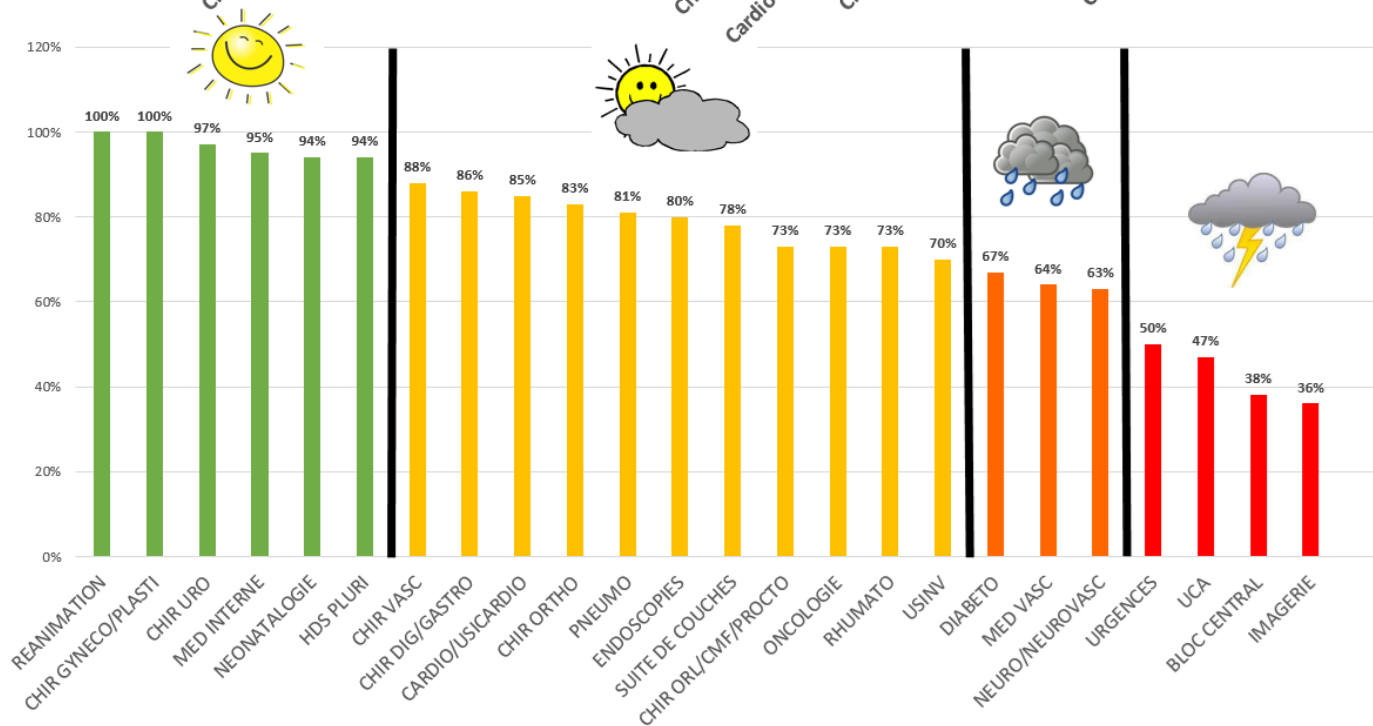 Cardio
120%
100%
80%
60%
40%
20%
0%
100%
100%
97%
95%
94%
94%
88%
86%
85%
83%
81%
80%
78%
73%
73%
73%
70%
67%
64%
63%
50%
47%
38%
36%
REANIMATION
CHIR GYNECO/PLASTI
CHIR URO
MED INTERNE
NEONATALOGIE
HDS PLURI
CHIR VASC
CHIR DIG/GASTRO
CARDIO/USICARDIO
CHIR ORTHO
PNEUMO
ENDOSCOPIES
SUITE DE COUCHES
CHIR ORL/CMF/PROCTO
ONCOLOGIE
RHUMATO
USINV
DIABETO
MED VASC
NEURO/NEUROVASC
URGENCES
UCA
BLOC CENTRAL
IMAGERIE